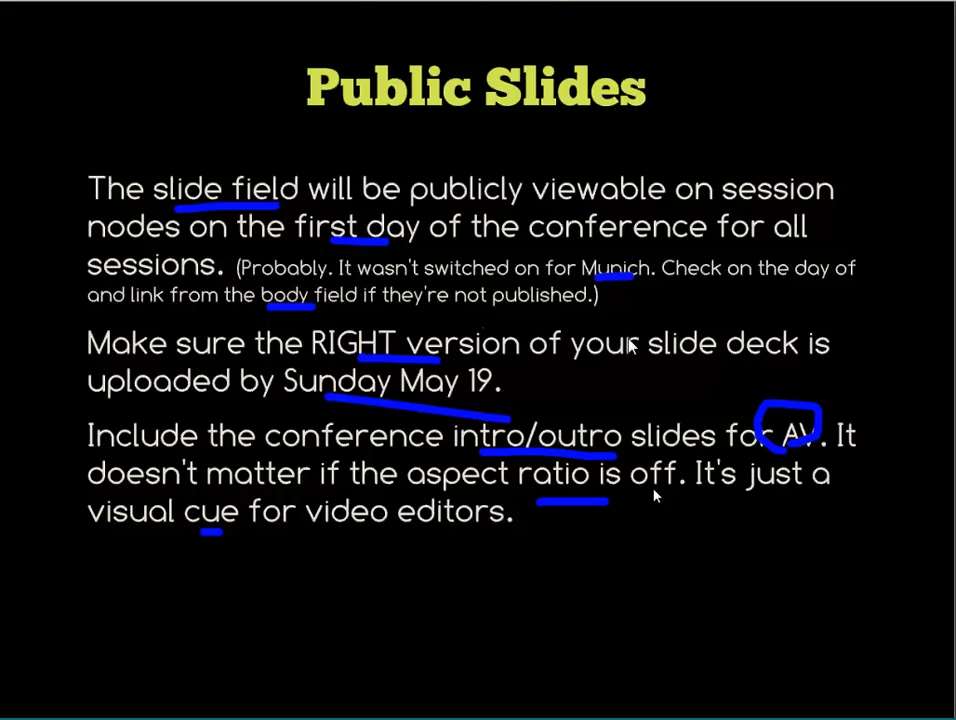 Public Slides
The slide field will be publicly viewable on session
nodes on the first day of the conference for all
sessions. (Probably. It wasn't switched on for Munich. Check on the day of
and link from the body field if they're not published.)
Make sure the RIGHT version of your slide deck is
uploaded by Sunday May 19.
Include the conference intro/outro slides for AV. It
doesn't matter if the aspect ratio is off. It's just a
visual cue for video editors.